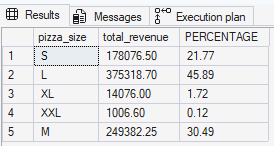 Results Messages Execution plan
pizza_size total_revenue PERCENTAGE
1 S 178076.50 21.77
2 L 375318.70 45.89
3 XL 14076.00 1.72
4 XXL 1006.60 0.12
5 M 249382.25 30.49